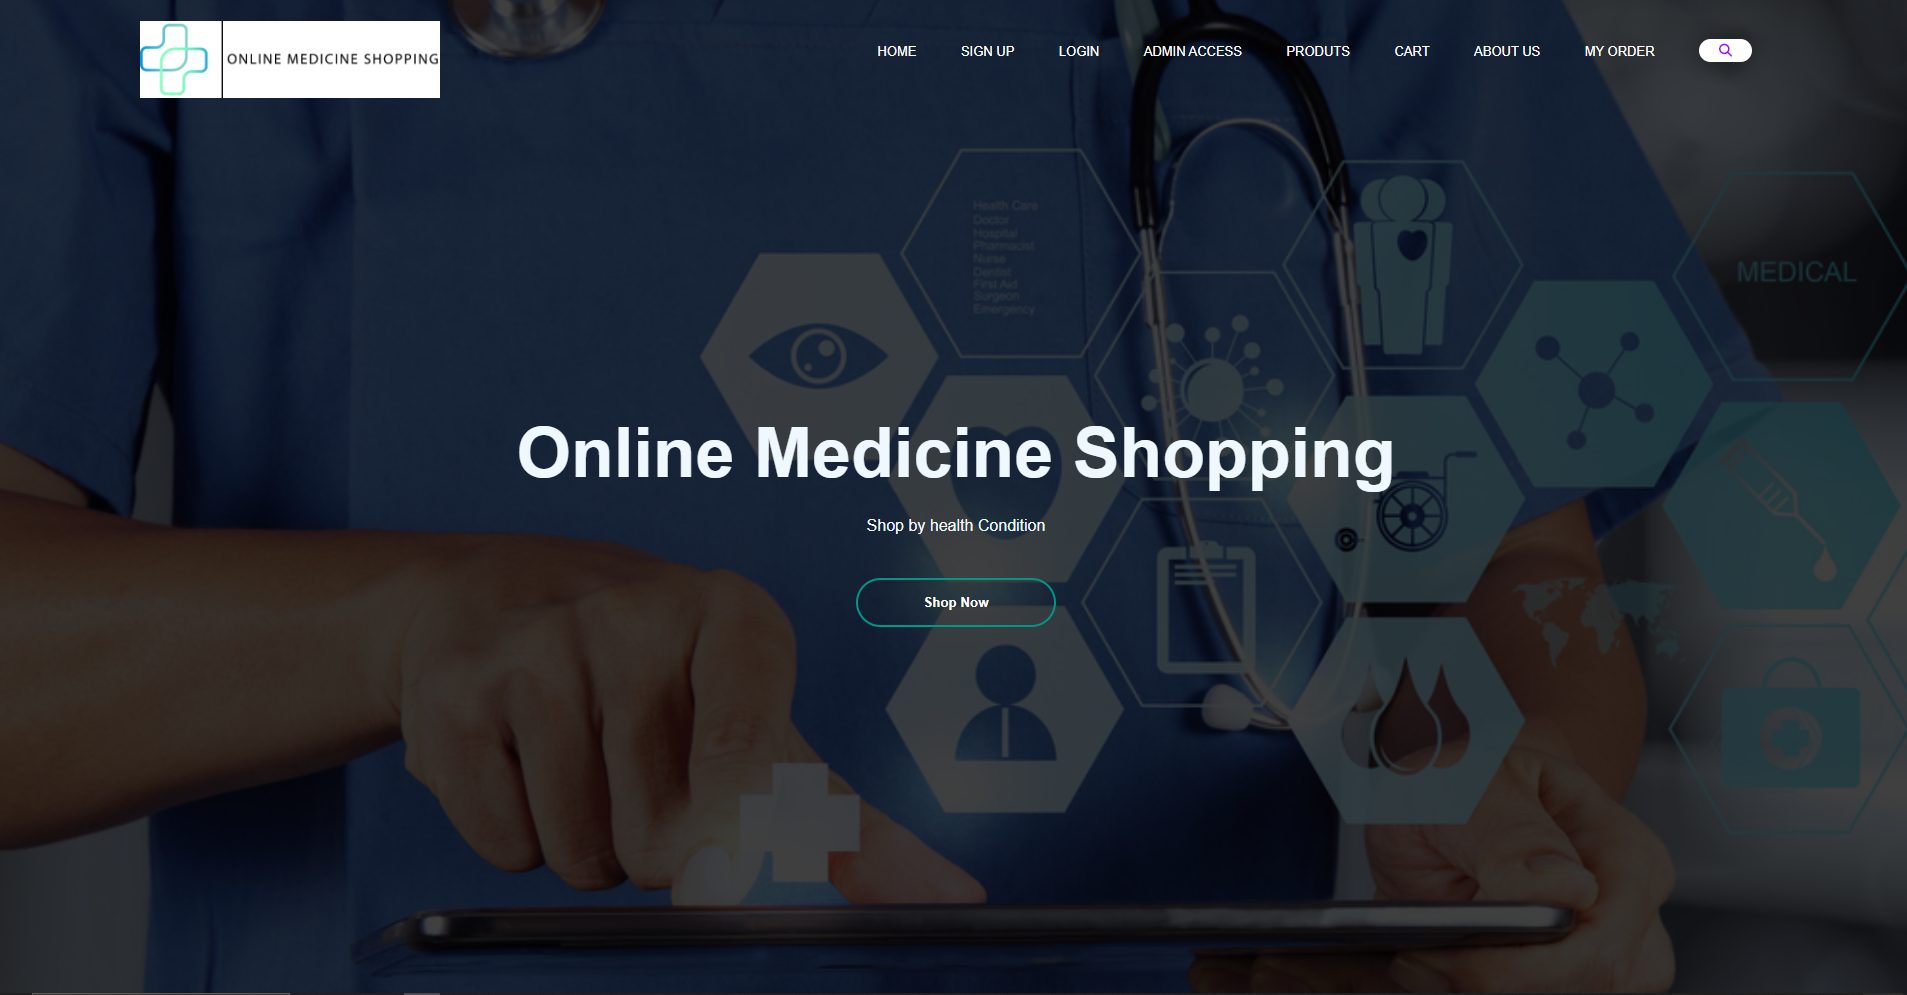 ONLINE MEDICINE SHOPPING
HOME SIGN UP LOGIN ADMIN ACCESS PRODUTS CART ABOUT US MY ORDER
Health Care
Doctor
Hospital
Pharmacist
Nurse
Dentist
First Aid
Surgeon
Emergency
MEDICAL
Online Medicine Shopping
Shop by health Condition
Shop Now